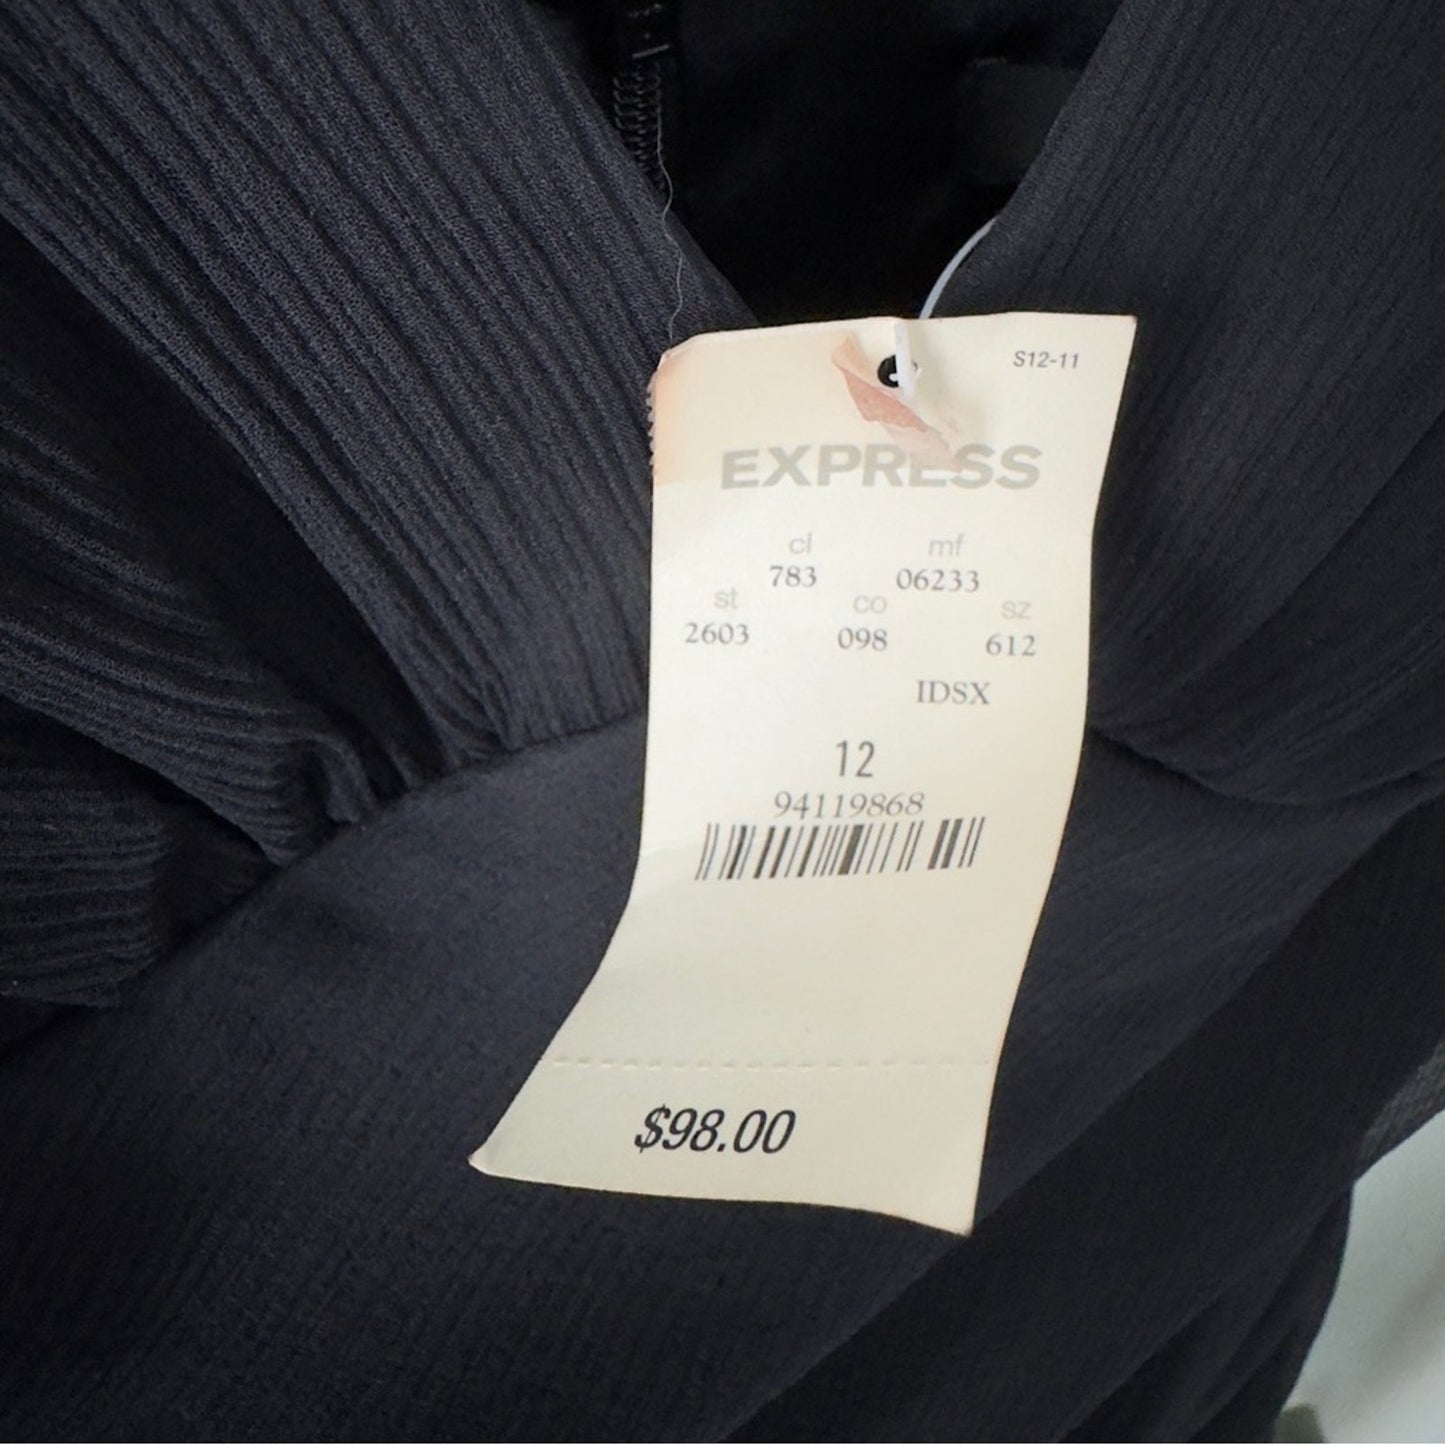 S12-11
EXPRESS
cl mf
783 06233
st co sz
2603 098 612
IDSX
12
94119868
$98.00